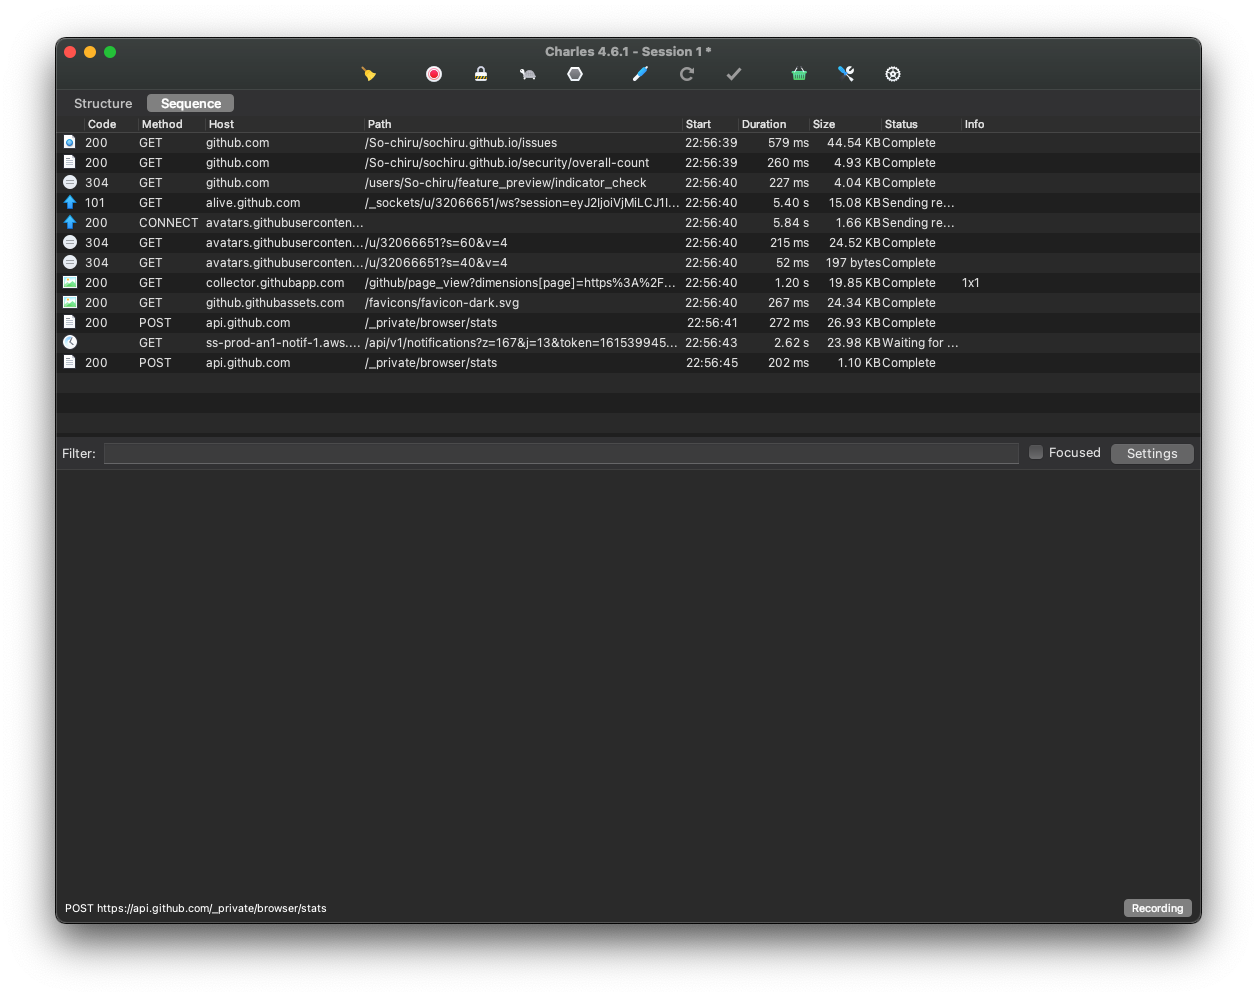 Charles 4.6.1 - Session 1 *
Structure Sequence
Code Method Host Path Start Duration Size Status Info
200 GET github.com /So-chiru/sochiru.github.io/issues 22:56:39 579 ms 44.54 KB Complete
200 GET github.com /So-chiru/sochiru.github.io/security/overall-count 22:56:39 260 ms 4.93 KB Complete
304 GET github.com /users/So-chiru/feature_preview/indicator_check 22:56:40 227 ms 4.04 KB Complete
101 GET alive.github.com /_sockets/u/32066651/ws?session=eyJ2IjoiVjMiLCJ1I... 22:56:40 5.40 s 15.08 KB Sending re...
200 CONNECT avatars.githubuserconten... 22:56:40 5.84 s 1.66 KB Sending re...
304 GET avatars.githubuserconten... /u/32066651?s=60&v=4 22:56:40 215 ms 24.52 KB Complete
304 GET avatars.githubuserconten... /u/32066651?s=40&v=4 22:56:40 52 ms 197 bytes Complete
200 GET collector.githubapp.com /github/page_view?dimensions[page]=https%3A%2F... 22:56:40 1.20 s 19.85 KB Complete 1x1
200 GET github.githubassets.com /favicons/favicon-dark.svg 22:56:40 267 ms 24.34 KB Complete
200 POST api.github.com /_private/browser/stats 22:56:41 272 ms 26.93 KB Complete
GET ss-prod-an1-notif-1.aws.... /api/v1/notifications?z=167&j=13&token=161539945... 22:56:43 2.62 s 23.98 KB Waiting for ...
200 POST api.github.com /_private/browser/stats 22:56:45 202 ms 1.10 KB Complete
Filter: Focused Settings
POST https://api.github.com/_private/browser/stats Recording